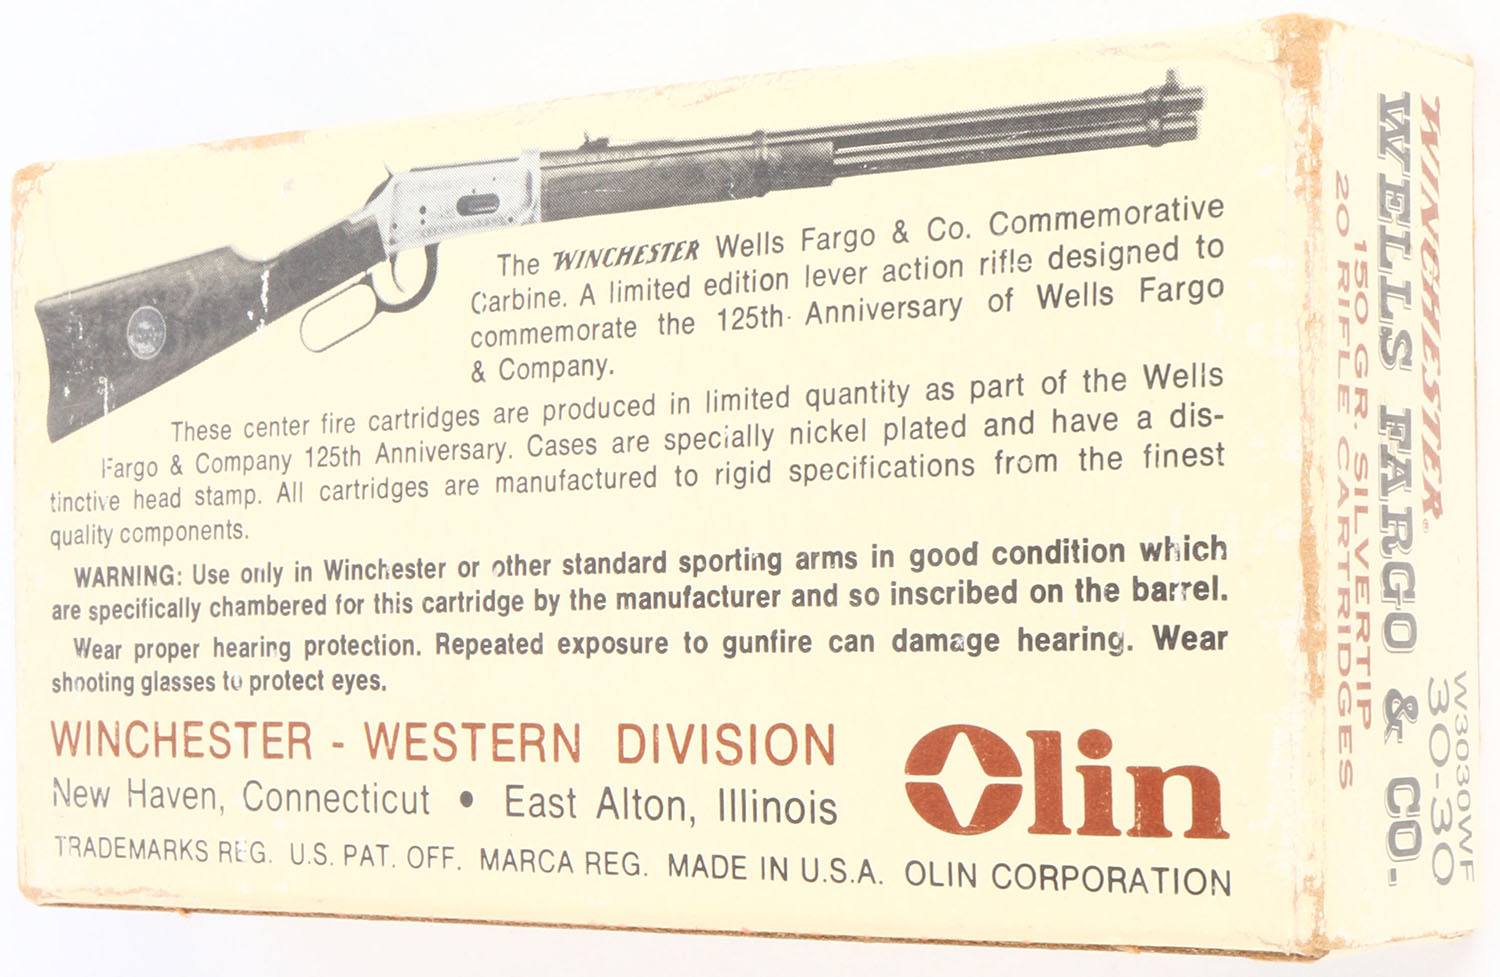 The WINCHESTER Wells Fargo & Co. Commemorative
Carbine. A limited edition lever action rifle designed to
commemorate the 125th Anniversary of Wells Fargo
& Company.
These center fire cartridges are produced in limited quantity as part of the Wells
Fargo & Company 125th Anniversary. Cases are specially nickel plated and have a dis-
tinctive head stamp. All cartridges are manufactured to rigid specifications from the finest
quality components.
WARNING: Use only in Winchester or other standard sporting arms in good condition which
are specifically chambered for this cartridge by the manufacturer and so inscribed on the barrel.
Wear proper hearing protection. Repeated exposure to gunfire can damage hearing. Wear
shooting glasses to protect eyes.
WINCHESTER - WESTERN DIVISION
New Haven, Connecticut • East Alton, Illinois
Olin
TRADEMARKS REG. U.S. PAT. OFF. MARCA REG. MADE IN U.S.A. OLIN CORPORATION
WINCHESTER®
WELLS FARGO & CO.
150 GR. SILVERTIP
20 RIFLE CARTRIDGES
W3030WF
30-30